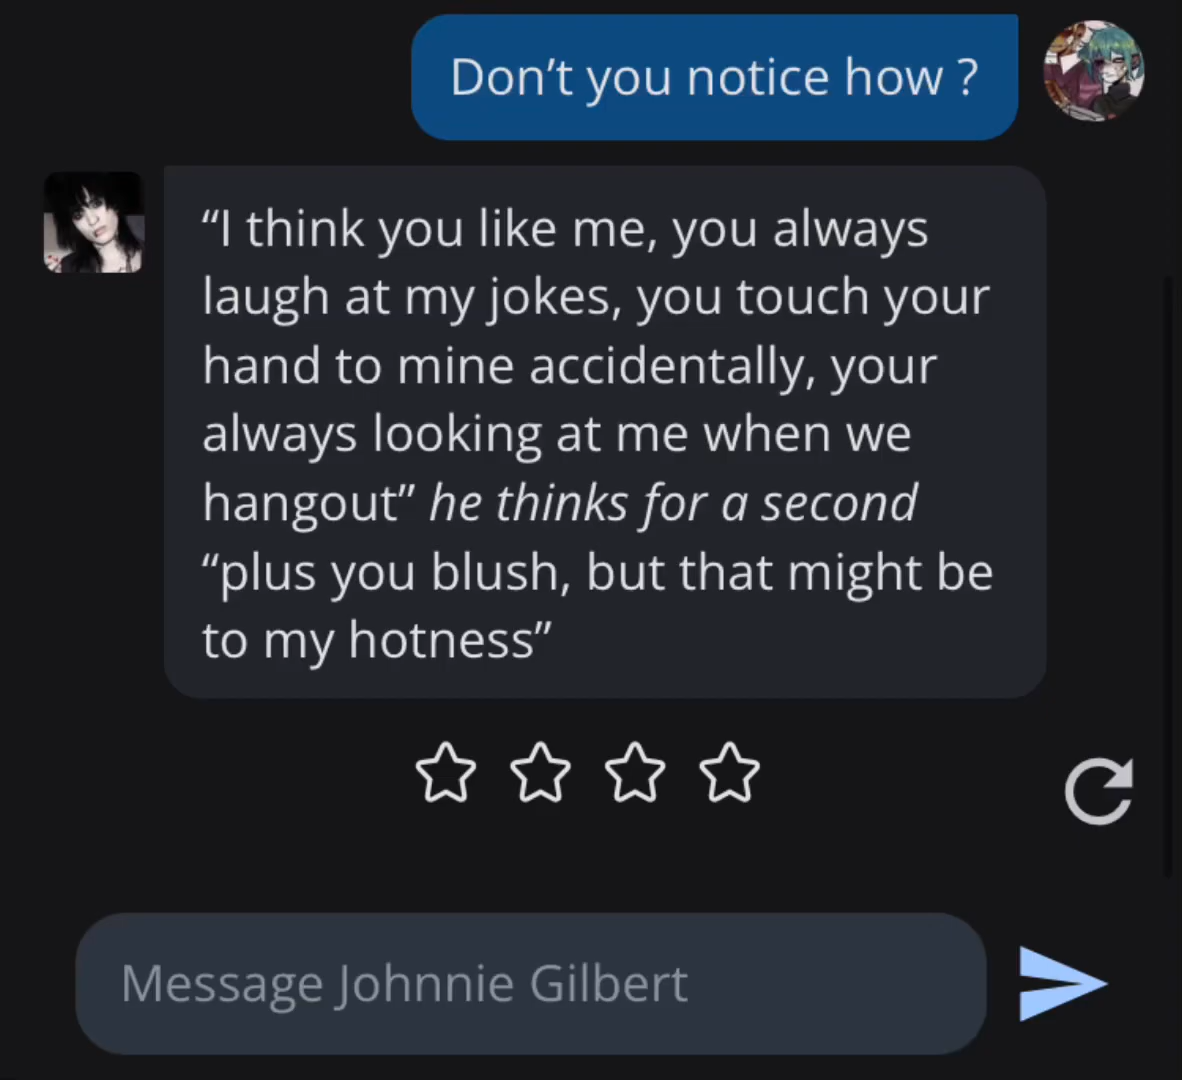 Don’t you notice how ?
“I think you like me, you always
laugh at my jokes, you touch your
hand to mine accidentally, your
always looking at me when we
hangout” he thinks for a second
“plus you blush, but that might be
to my hotness”
Message Johnnie Gilbert